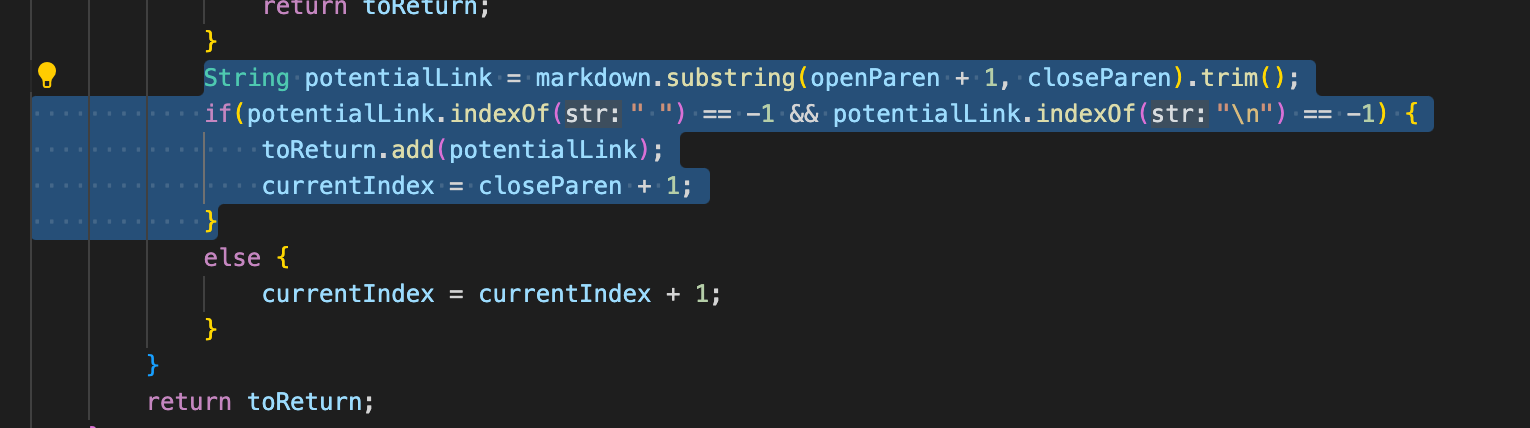 return toReturn;
}
String potentialLink = markdown.substring(openParen + 1, closeParen).trim();
if(potentialLink.indexOf(str: " ") == -1 && potentialLink.indexOf(str: "\n") == -1) {
toReturn.add(potentialLink);
currentIndex = closeParen + 1;
}
else {
currentIndex = currentIndex + 1;
}
}
return toReturn;